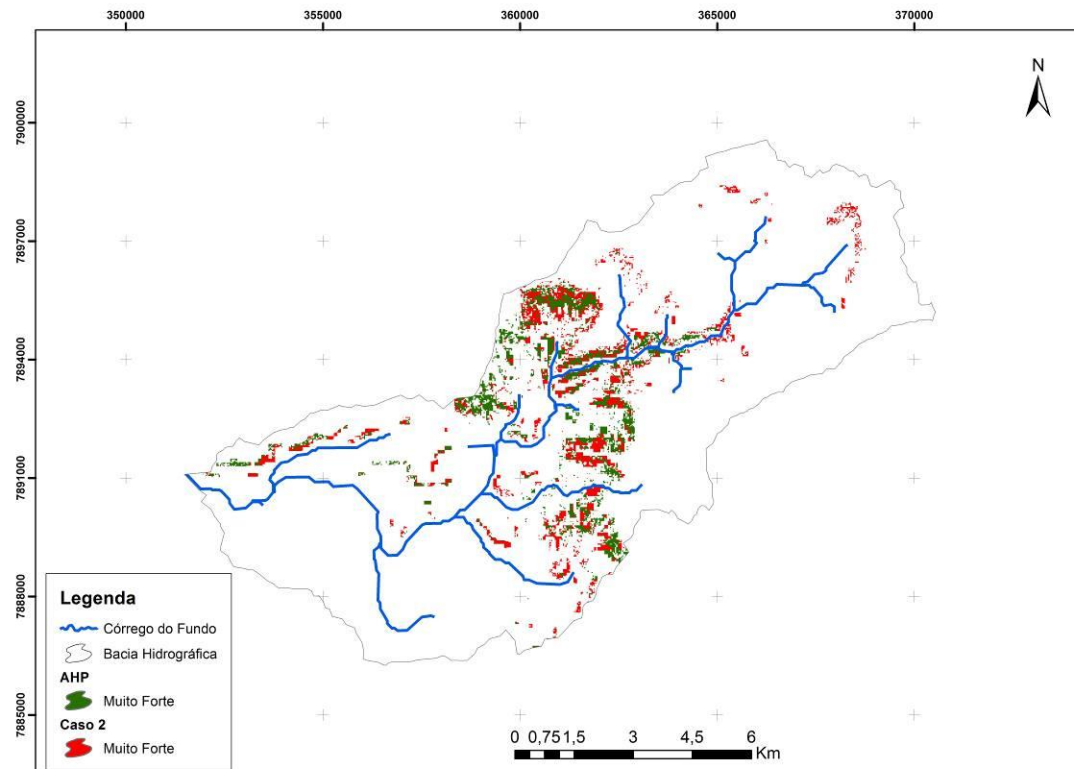 350000 355000 360000 365000 370000
N
7900000
7897000
7894000
7891000
7888000
7885000
Legenda
Córrego do Fundo
Bacia Hidrográfica
AHP
Muito Forte
Caso 2
Muito Forte
0 0,75 1,5 3 4,5 6
Km